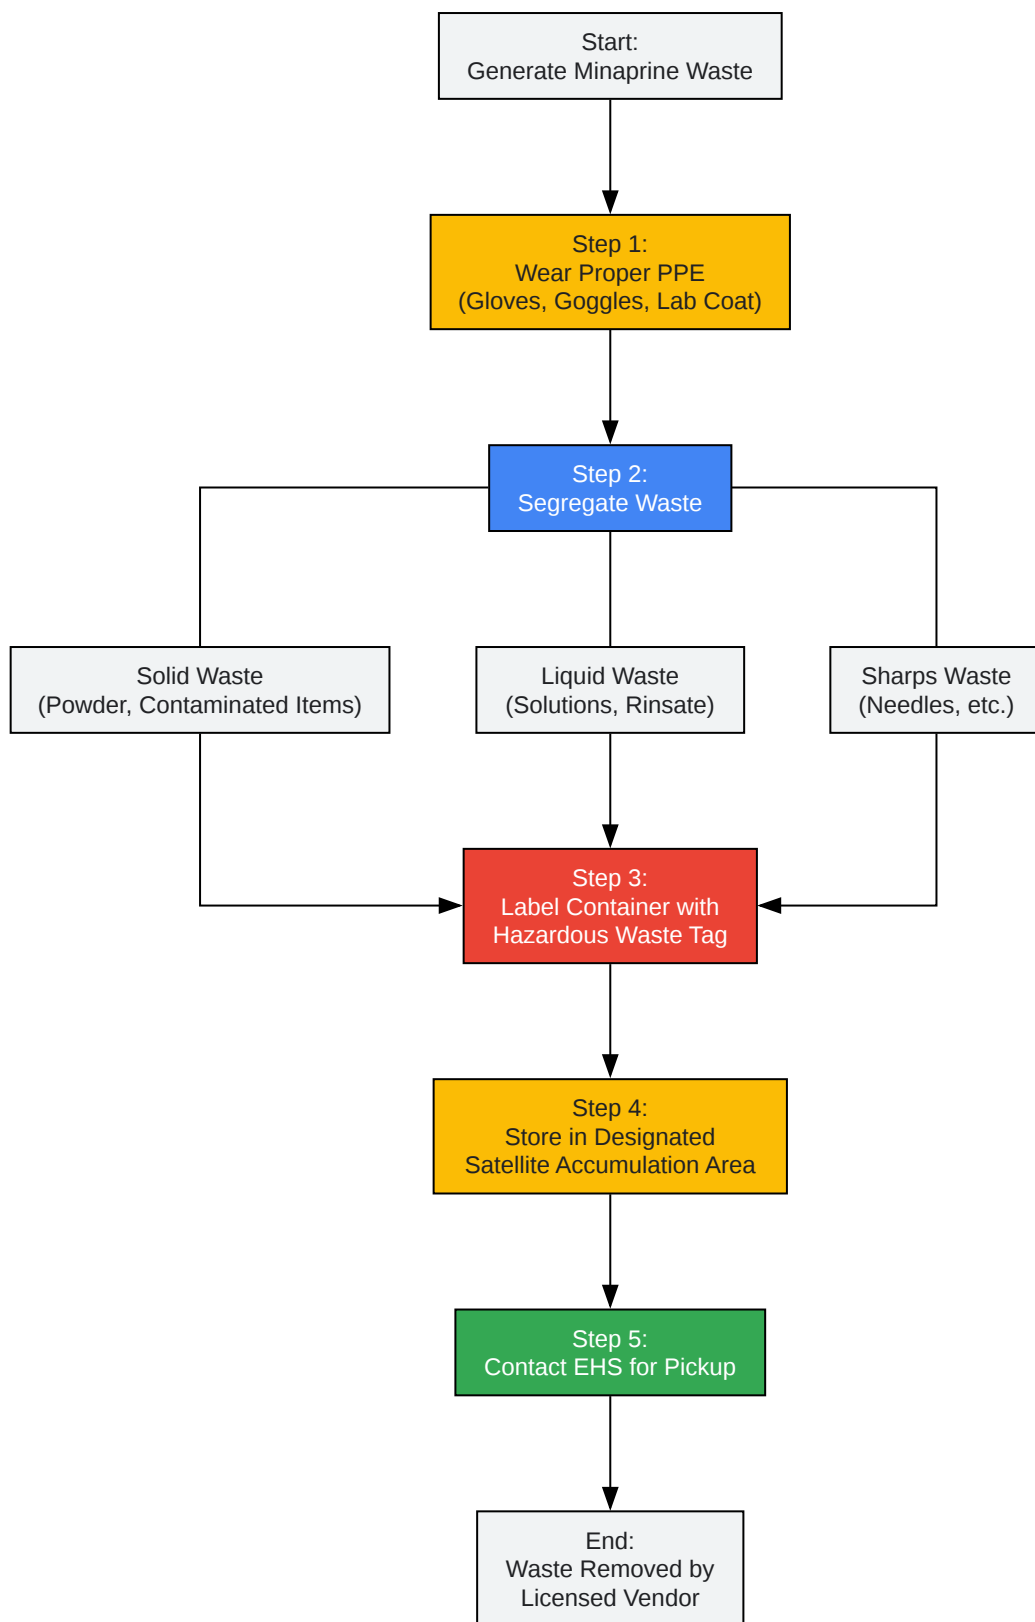 Start:
Generate Minaprine Waste
Step 1:
Wear Proper PPE
(Gloves, Goggles, Lab Coat)
Step 2:
Segregate Waste
Solid Waste
(Powder, Contaminated Items)
Liquid Waste
(Solutions, Rinsate)
Sharps Waste
(Needles, etc.)
Step 3:
Label Container with
Hazardous Waste Tag
Step 4:
Store in Designated
Satellite Accumulation Area
Step 5:
Contact EHS for Pickup
End:
Waste Removed by
Licensed Vendor